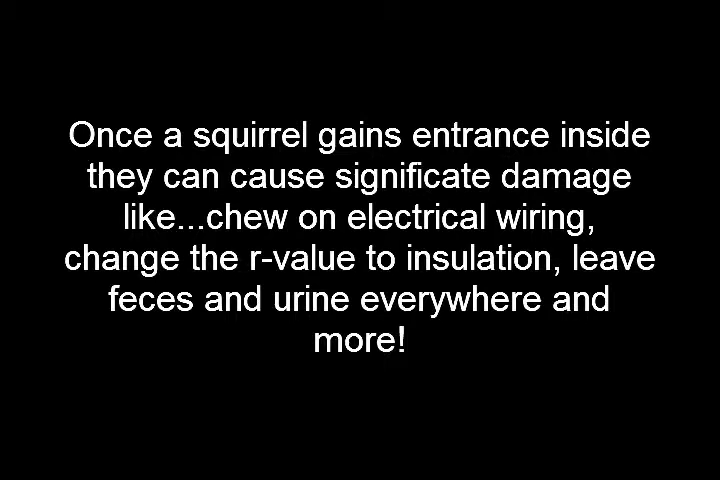 Once a squirrel gains entrance inside
they can cause significate damage
like...chew on electrical wiring,
change the r-value to insulation, leave
feces and urine everywhere and
more!